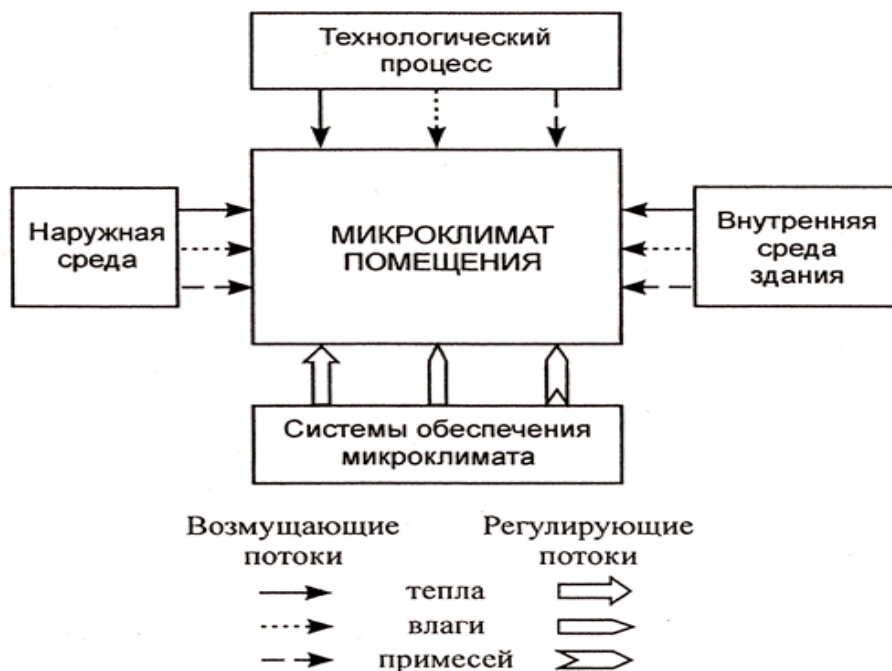 Технологический
процесс
Наружная
среда
МИКРОКЛИМАТ
ПОМЕЩЕНИЯ
Внутренняя
среда
здания
Системы обеспечения
микроклимата
Возмущающие
потоки
Регулирующие
потоки
тепла
влаги
примесей